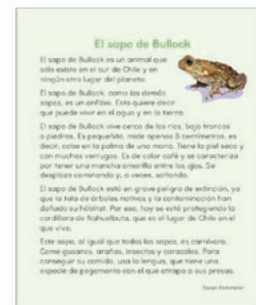 El sapo de Bullock
El sapo de Bullock es un animal que
solo existe en el sur de Chile y en
ningún otro lugar del planeta.
El sapo de Bullock, como los demás
sapos, es un anfibio. Esto quiere decir
que puede vivir en el agua y en la tierra.
El sapo de Bullock vive cerca de los ríos, bajo troncos
o piedras. Es pequeñito, mide apenas 8 centímetros, es
decir, cabe en la palma de una mano. Tiene la piel seca y
con muchas verrugas. Es de color café y se caracteriza
por tener una mancha amarilla entre los ojos. Se
desplaza caminando y, a veces, saltando.
El sapo de Bullock está en grave peligro de extinción, ya
que la tala de árboles nativos y la contaminación han
dañado su hábitat. Por eso, hoy se está protegiendo la
cordillera de Nahuelbuta, que es el lugar de Chile en el
que vive.
Este sapo, al igual que todos los sapos, es carnívoro.
Come gusanos, arañas, insectos y caracoles. Para
conseguir su comida, usa la lengua, que tiene una
especie de pegamento con el que atrapa a sus presas.
Equipo